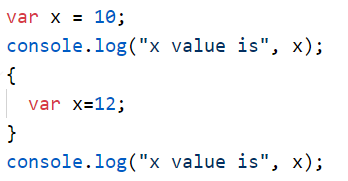 var x = 10;
console.log("x value is", x);
{
  var x=12;
}
console.log("x value is", x);